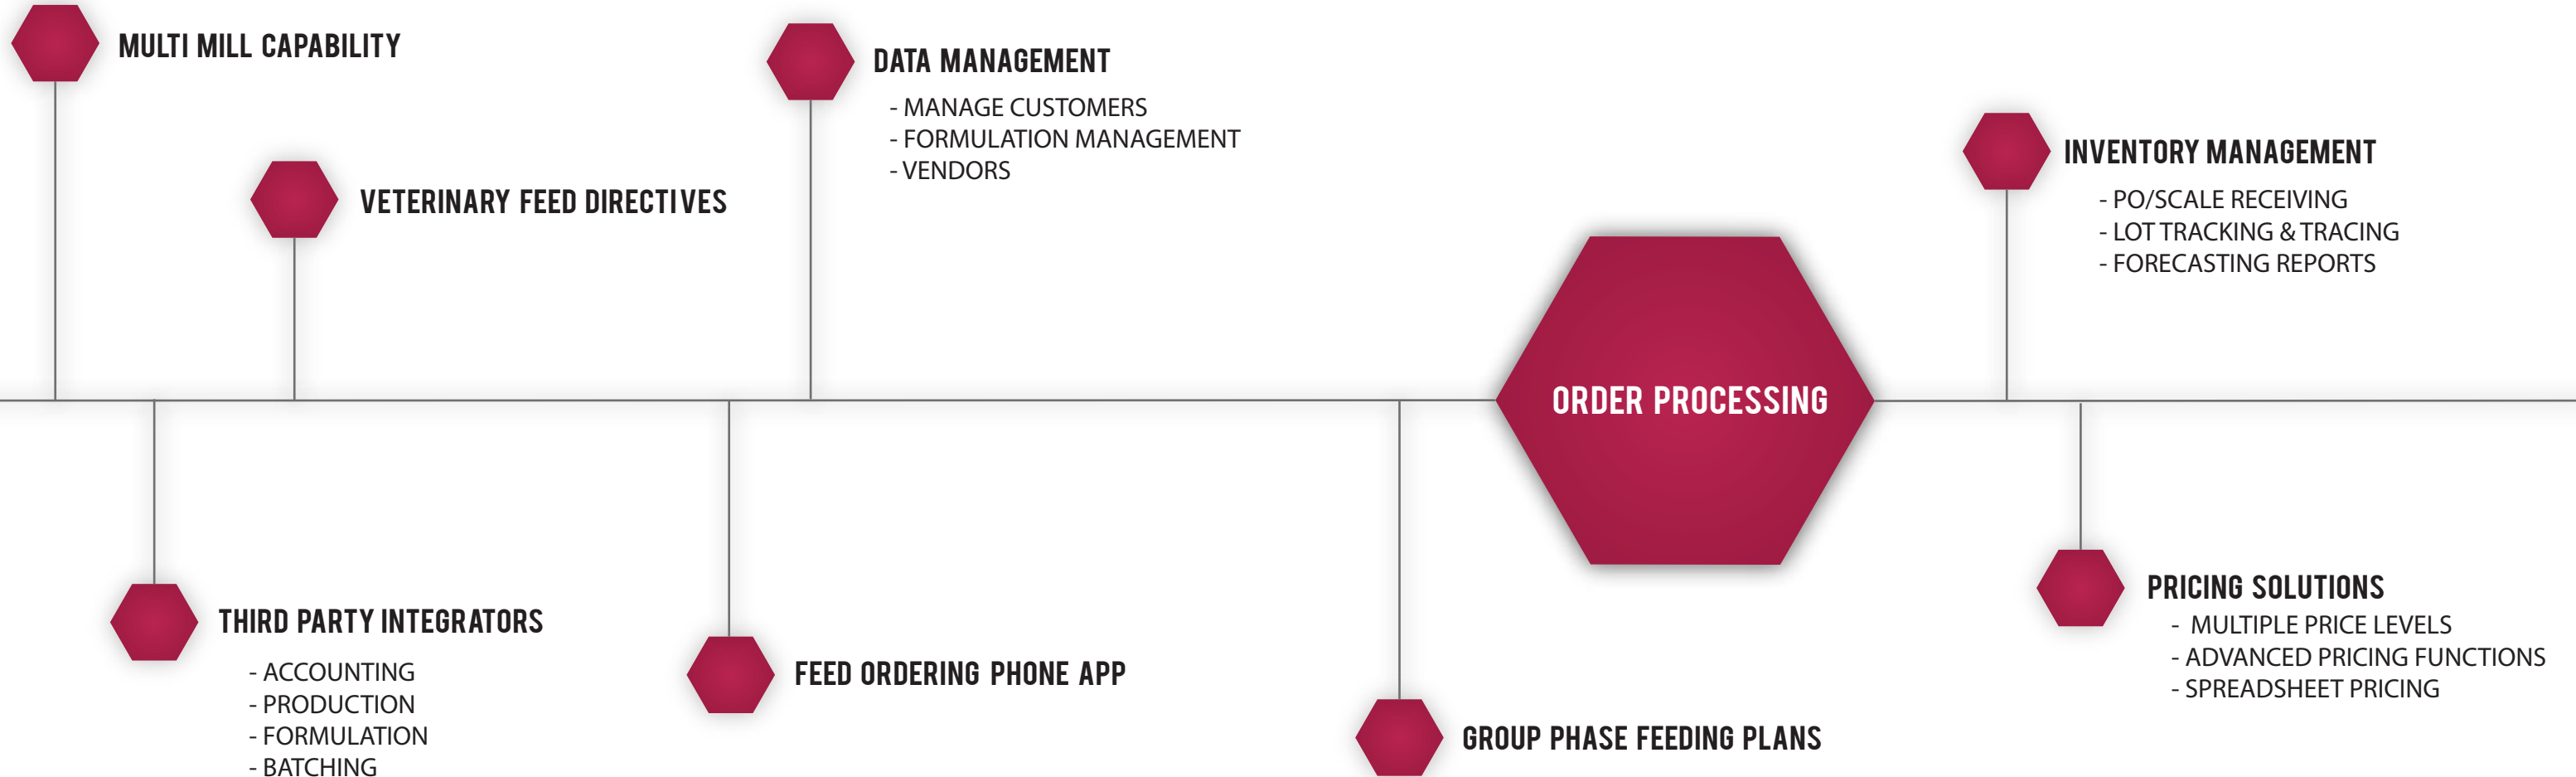 MULTI MILL CAPABILITY
VETERINARY FEED DIRECTIVES
DATA MANAGEMENT
- MANAGE CUSTOMERS
- FORMULATION MANAGEMENT
- VENDORS
INVENTORY MANAGEMENT
- PO/SCALE RECEIVING
- LOT TRACKING & TRACING
- FORECASTING REPORTS
ORDER PROCESSING
THIRD PARTY INTEGRATORS
- ACCOUNTING
- PRODUCTION
- FORMULATION
- BATCHING
FEED ORDERING PHONE APP
GROUP PHASE FEEDING PLANS
PRICING SOLUTIONS
- MULTIPLE PRICE LEVELS
- ADVANCED PRICING FUNCTIONS
- SPREADSHEET PRICING